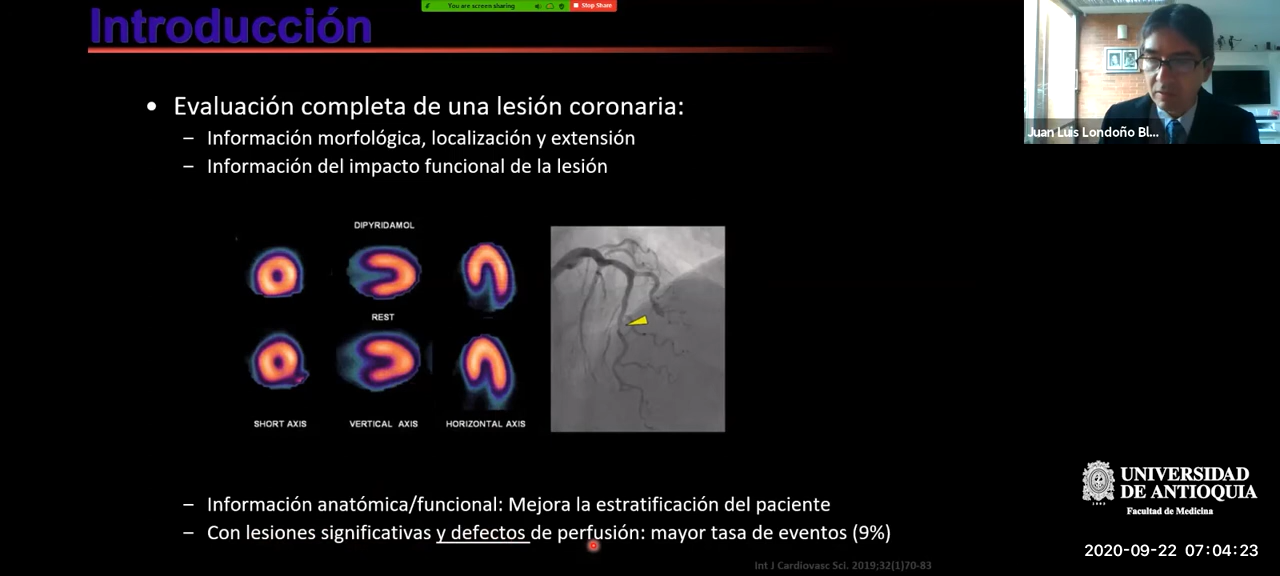 You are screen sharing
Stop Share
Introducción
• Evaluación completa de una lesión coronaria:
– Información morfológica, localización y extensión
– Información del impacto funcional de la lesión
DIPYRIDAMOL
REST
SHORT AXIS VERTICAL AXIS HORIZONTAL AXIS
– Información anatómica/funcional: Mejora la estratificación del paciente
– Con lesiones significativas y defectos de perfusión: mayor tasa de eventos (9%)
Int J Cardiovasc Sci. 2019;32(1)70-83
Juan Luis Londoño Bl...
UNIVERSIDAD
DE ANTIOQUIA
Facultad de Medicina
2020-09-22 07:04:23